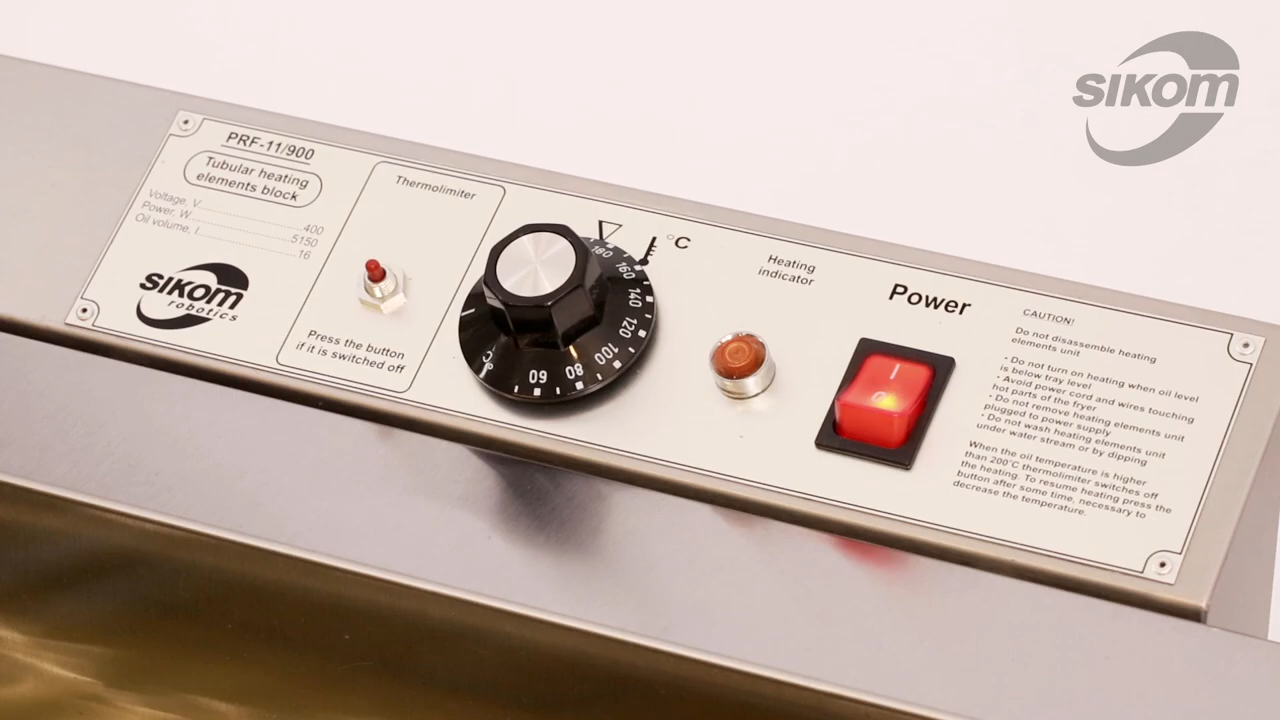 SIKOM
PRF-11/900
Tubular heating
elements block
Voltage, V...400
Power, W...5150
Oil volume, l...16
SIKOM
robotics
Thermolimiter
Press the button
if it is switched off
°C
180
160
140
120
100
80
60
°C
Heating
indicator
Power
I
0
CAUTION!
Do not disassemble heating
elements unit
· Do not turn on heating when oil level
is below tray level
· Avoid power cord and wires touching
hot parts of the fryer
· Do not remove heating elements unit
plugged to power supply
· Do not wash heating elements unit
under water stream or by dipping
When the oil temperature is higher
than 200°C thermolimiter switches off
the heating. To resume heating press the
button after some time, necessary to
decrease the temperature.